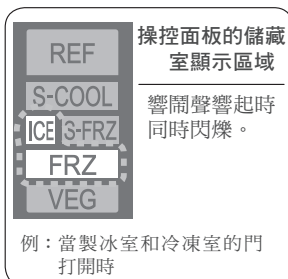 REF
S-COOL
ICE S-FRZ
FRZ
VEG
操控面板的儲藏
室顯示區域
響鬧聲響起時
同時閃爍。
例：當製冰室和冷凍室的門
打開時